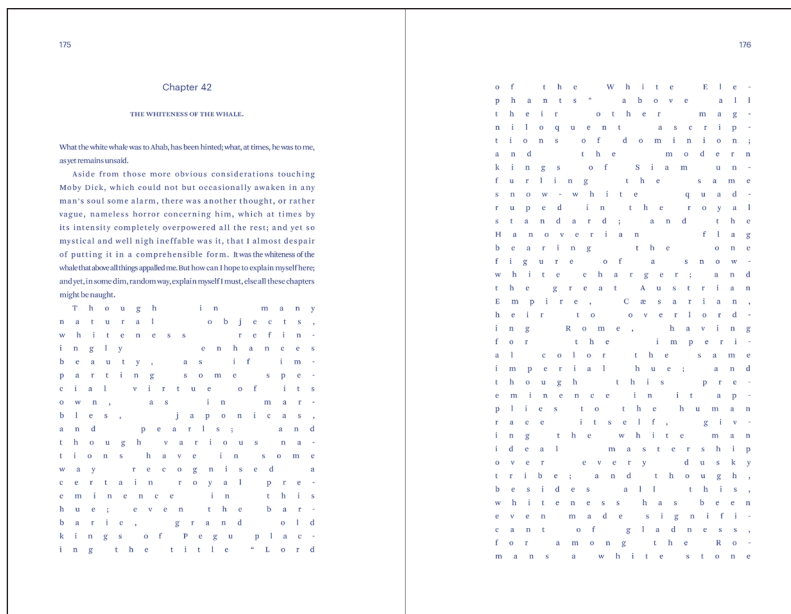 175
Chapter 42
THE WHITENESS OF THE WHALE.
What the white whale was to Ahab, has been hinted; what, at times, he was to me,
as yet remains unsaid.
Aside from those more obvious considerations touching
Moby Dick, which could not but occasionally awaken in any
man's soul some alarm, there was another thought, or rather
vague, nameless horror concerning him, which at times by
its intensity completely overpowered all the rest; and yet so
mystical and well nigh ineffable was it, that I almost despair
of putting it in a comprehensible form. It was the whiteness of the
whale that above all things appalled me. But how can I hope to explain myself here;
and yet, in some dim, random way, explain myself I must, else all these chapters
might be naught.
Though in many
natural objects,
whiteness refin-
ingly enhances
beauty, as if im-
parting some spe-
cial virtue of its
own, as in mar-
bles, japonicas,
and pearls; and
though various na-
tions have in some
way recognised a
certain royal pre-
eminence in this
hue; even the bar-
baric, grand old
kings of Pegu plac-
ing the title "Lord
176
of the White Ele-
phants" above all
their other mag-
niloquent ascrip-
tions of dominion;
and the modern
kings of Siam un-
furling the same
snow-white quad-
ruped in the royal
standard; and the
Hanoverian flag
bearing the one
figure of a snow-
white charger; and
the great Austrian
Empire, Cæsarian,
heir to overlord-
ing Rome, having
for the imperi-
al color the same
imperial hue; and
though this pre-
eminence in it ap-
plies to the human
race itself, giv-
ing the white man
ideal mastership
over every dusky
tribe; and though,
besides all this,
whiteness has been
even made signifi-
cant of gladness,
for among the Ro-
mans a white stone